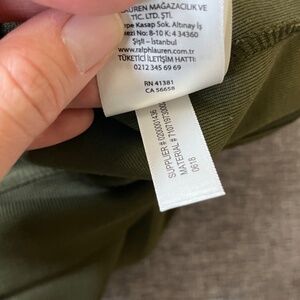 LAUREN MAĞAZACILIK VE
TİC. LTD. ŞTİ.
Kasap Sok. Altınay İş
Merkezi No: 8-10 K: 4 34360
Şişli - İstanbul
www.ralphlauren.com
TÜKETİCİ İLETİŞİM HATTI:
0212 345 69 69
RN 41381
CA 56658
SUPPLIER #
MATERIAL #
0618